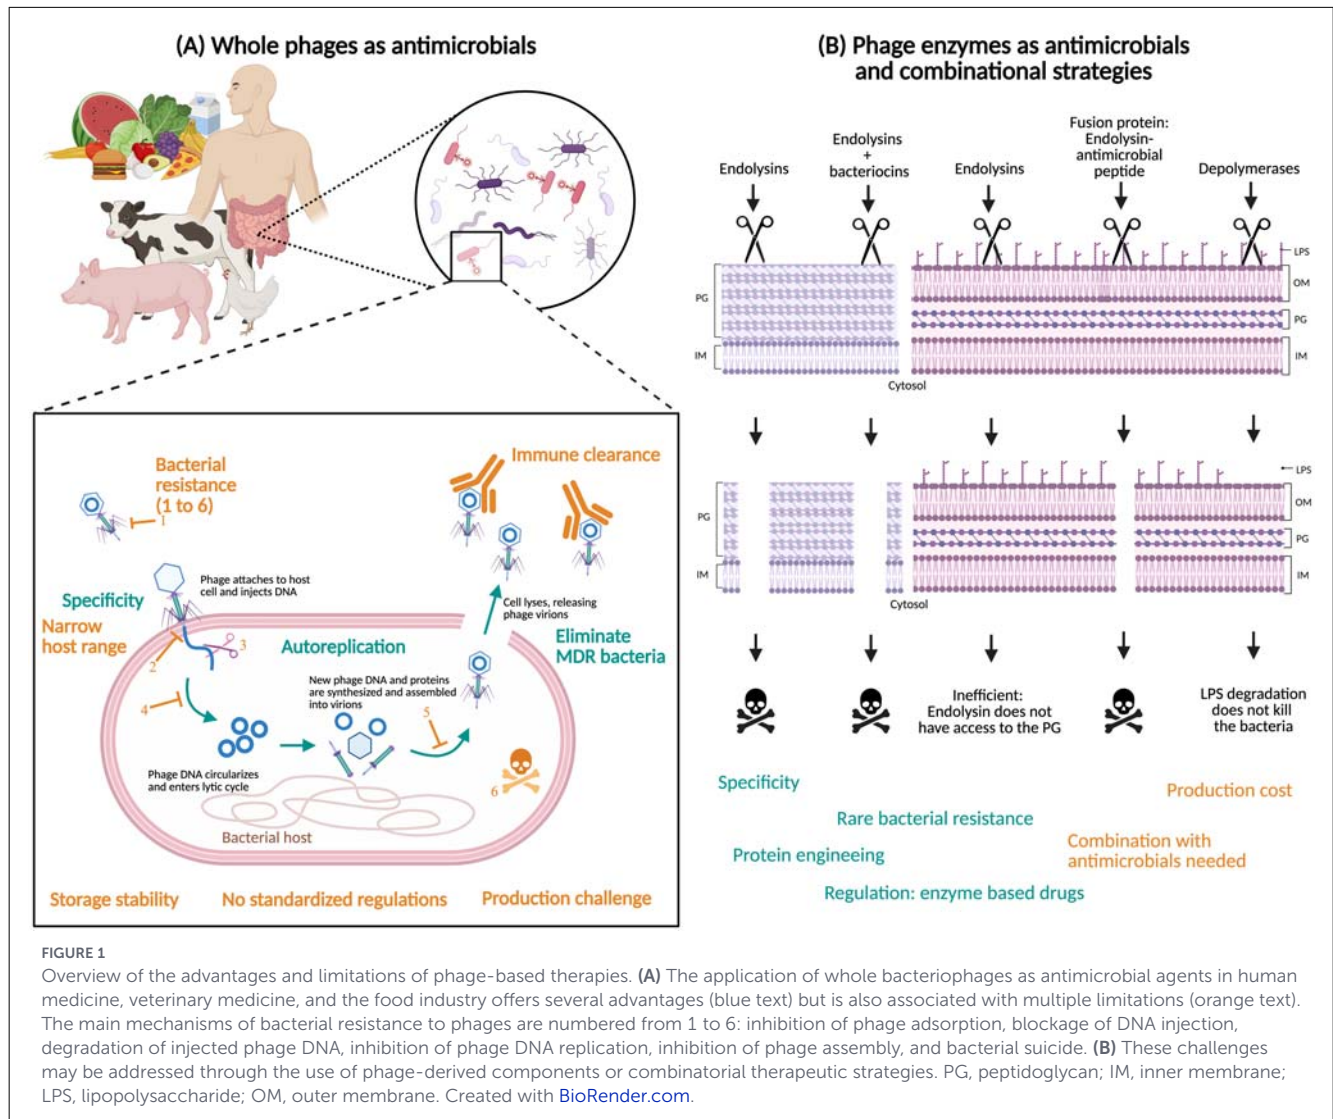 (A) Whole phages as antimicrobials
Bacterial
resistance
(1 to 6)
1
Immune clearance
Phage attaches to host
cell and injects DNA
Specificity
Narrow
host range
2
3
Autoreplication
Cell lyses, releasing
phage virions
Eliminate
MDR bacteria
New phage DNA and proteins
are synthesized and assembled
into virions
4
5
6
Phage DNA circularizes
and enters lytic cycle
Bacterial host
Storage stability
No standardized regulations
Production challenge
(B) Phage enzymes as antimicrobials
and combinational strategies
Endolysins
Endolysins
+
bacteriocins
Endolysins
Fusion protein:
Endolysin-
antimicrobial
peptide
Depolymerases
PG
IM
LPS
OM
PG
IM
Cytosol
PG
IM
LPS
OM
PG
IM
Cytosol
Inefficient:
Endolysin does not
have access to the PG
LPS degradation
does not kill
the bacteria
Specificity
Production cost
Rare bacterial resistance
Combination with
antimicrobials needed
Protein engineeing
Regulation: enzyme based drugs
FIGURE 1
Overview of the advantages and limitations of phage-based therapies. (A) The application of whole bacteriophages as antimicrobial agents in human
medicine, veterinary medicine, and the food industry offers several advantages (blue text) but is also associated with multiple limitations (orange text).
The main mechanisms of bacterial resistance to phages are numbered from 1 to 6: inhibition of phage adsorption, blockage of DNA injection,
degradation of injected phage DNA, inhibition of phage DNA replication, inhibition of phage assembly, and bacterial suicide. (B) These challenges
may be addressed through the use of phage-derived components or combinatorial therapeutic strategies. PG, peptidoglycan; IM, inner membrane;
LPS, lipopolysaccharide; OM, outer membrane. Created with BioRender.com.